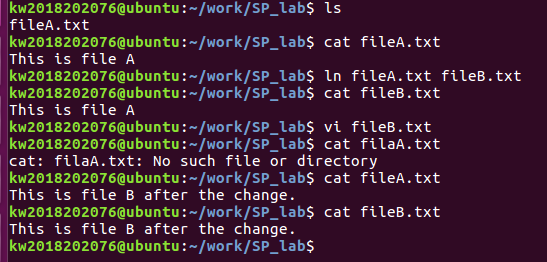 kw2018202076@ubuntu:~/work/SP_lab$ ls
fileA.txt
kw2018202076@ubuntu:~/work/SP_lab$ cat fileA.txt
This is file A
kw2018202076@ubuntu:~/work/SP_lab$ ln fileA.txt fileB.txt
kw2018202076@ubuntu:~/work/SP_lab$ cat fileB.txt
This is file A
kw2018202076@ubuntu:~/work/SP_lab$ vi fileB.txt
kw2018202076@ubuntu:~/work/SP_lab$ cat filaA.txt
cat: filaA.txt: No such file or directory
kw2018202076@ubuntu:~/work/SP_lab$ cat fileA.txt
This is file B after the change.
kw2018202076@ubuntu:~/work/SP_lab$ cat fileB.txt
This is file B after the change.
kw2018202076@ubuntu:~/work/SP_lab$